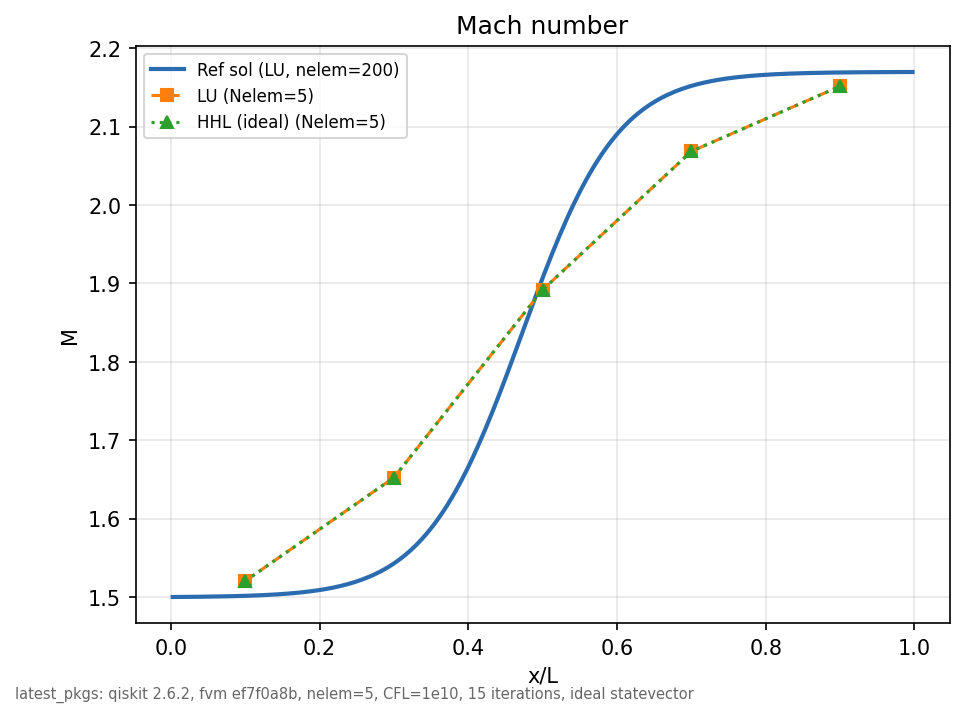 Mach number
2.2
2.1
2.0
1.9
1.8
1.7
1.6
1.5
M
Ref sol (LU, nelem=200)
LU (Nelem=5)
HHL (ideal) (Nelem=5)
0.0 0.2 0.4 0.6 0.8 1.0
x/L
latest_pkgs: qiskit 2.6.2, fvm ef7f0a8b, nelem=5, CFL=1e10, 15 iterations, ideal statevector